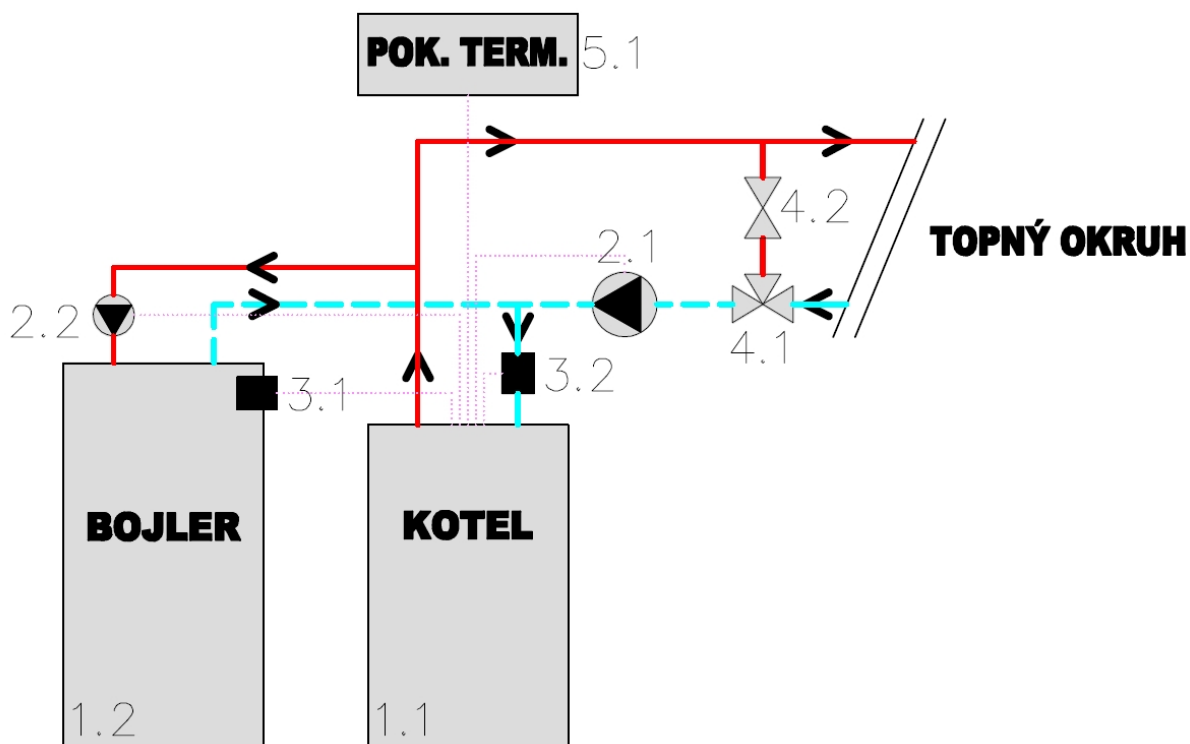 POK. TERM. 5.1
4.2
TOPNÝ OKRUH
2.1
2.2
4.1
3.1
3.2
BOJLER
KOTEL
1.2
1.1